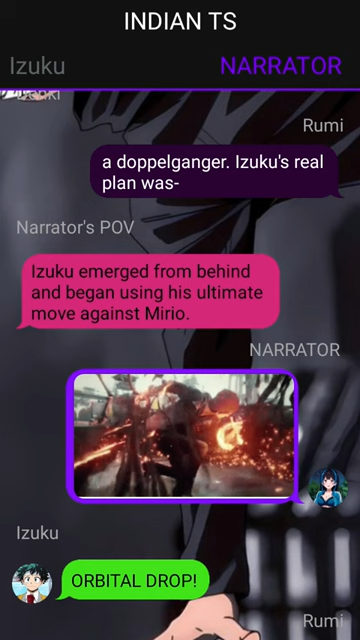 INDIAN TS
Izuku
NARRATOR
Rumi
a doppelganger. Izuku's real
plan was-
Narrator's POV
Izuku emerged from behind
and began using his ultimate
move against Mirio.
NARRATOR
Izuku
ORBITAL DROP!
Rumi